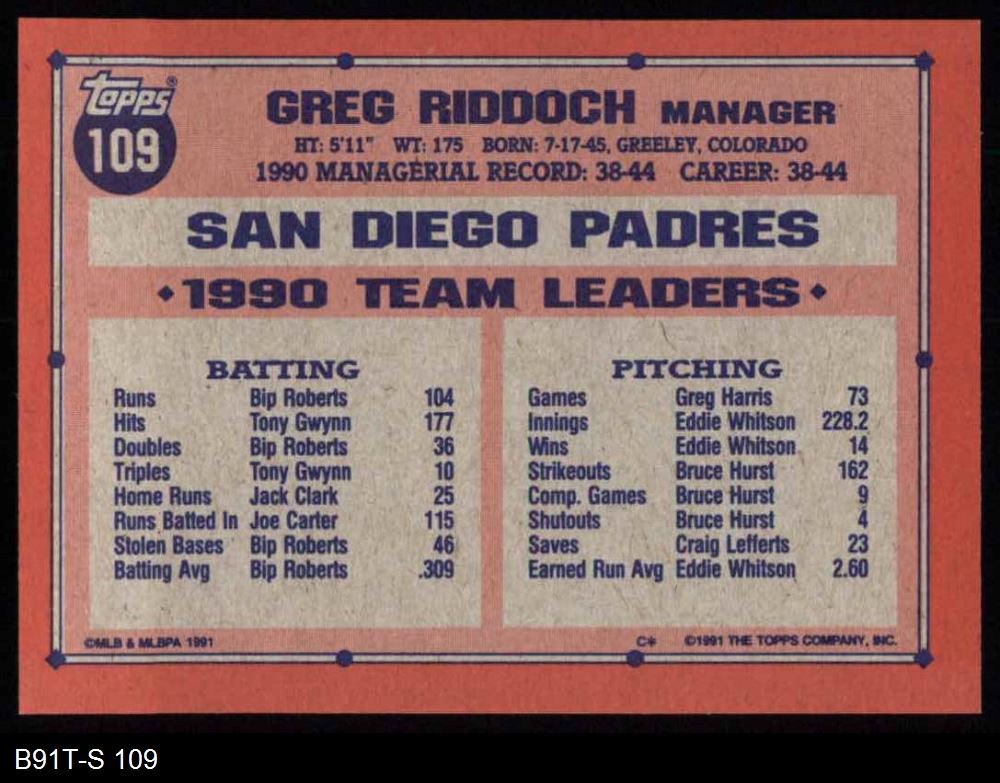 Topps®
109
GREG RIDDOCH MANAGER
HT: 5'11" WT: 175 BORN: 7-17-45, GREELEY, COLORADO
1990 MANAGERIAL RECORD: 38-44 CAREER: 38-44
SAN DIEGO PADRES
1990 TEAM LEADERS
BATTING
Runs Bip Roberts 104
Hits Tony Gwynn 177
Doubles Bip Roberts 36
Triples Tony Gwynn 10
Home Runs Jack Clark 25
Runs Batted In Joe Carter 115
Stolen Bases Bip Roberts 46
Batting Avg Bip Roberts .309
PITCHING
Games Greg Harris 73
Innings Eddie Whitson 228.2
Wins Eddie Whitson 14
Strikeouts Bruce Hurst 162
Comp. Games Bruce Hurst 9
Shutouts Bruce Hurst 4
Saves Craig Lefferts 23
Earned Run Avg Eddie Whitson 2.60
©MLB & MLBPA 1991
C* ©1991 THE TOPPS COMPANY, INC.
B91T-S 109